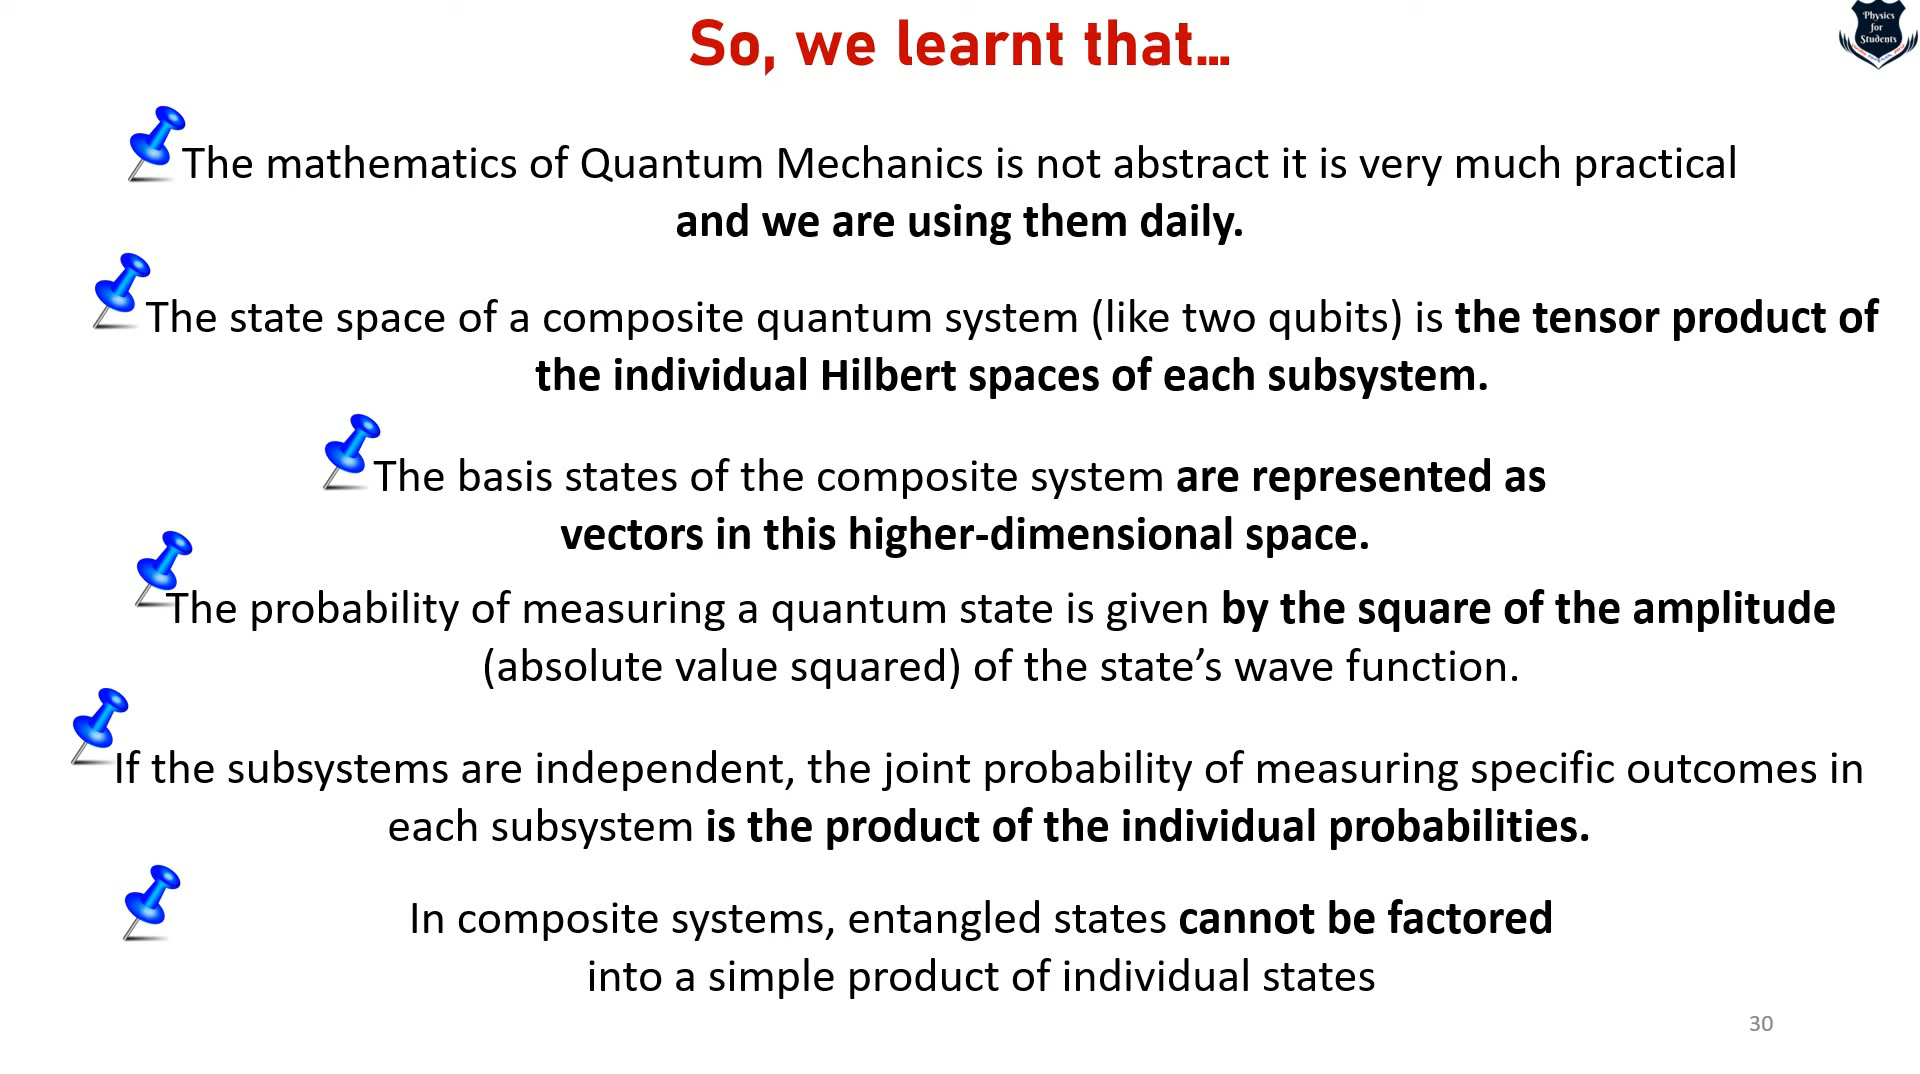 So, we learnt that...
Physics
for
Students
The mathematics of Quantum Mechanics is not abstract it is very much practical
and we are using them daily.
The state space of a composite quantum system (like two qubits) is the tensor product of
the individual Hilbert spaces of each subsystem.
The basis states of the composite system are represented as
vectors in this higher-dimensional space.
The probability of measuring a quantum state is given by the square of the amplitude
(absolute value squared) of the state’s wave function.
If the subsystems are independent, the joint probability of measuring specific outcomes in
each subsystem is the product of the individual probabilities.
In composite systems, entangled states cannot be factored
into a simple product of individual states
30